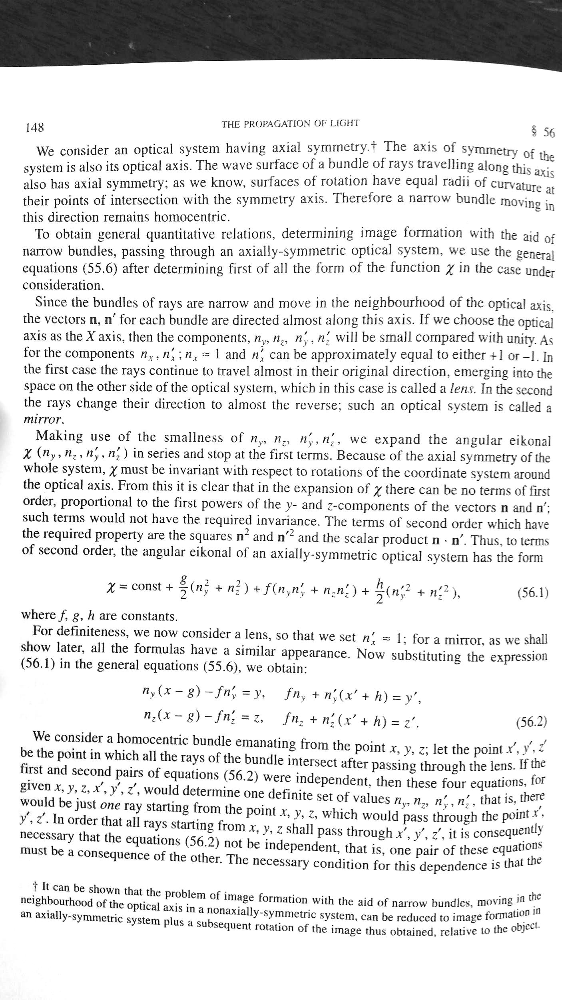 148
THE PROPAGATION OF LIGHT
§ 56
We consider an optical system having axial symmetry.† The axis of symmetry of the
system is also its optical axis. The wave surface of a bundle of rays travelling along this axis
also has axial symmetry; as we know, surfaces of rotation have equal radii of curvature at
their points of intersection with the symmetry axis. Therefore a narrow bundle moving in
this direction remains homocentric.
To obtain general quantitative relations, determining image formation with the aid of
narrow bundles, passing through an axially-symmetric optical system, we use the general
equations (55.6) after determining first of all the form of the function χ in the case under
consideration.
Since the bundles of rays are narrow and move in the neighbourhood of the optical axis,
the vectors n, n′ for each bundle are directed almost along this axis. If we choose the optical
axis as the X axis, then the components, n_y, n_z, n′_y, n′_z will be small compared with unity. As
for the components n_x, n′_x; n_x ≈ 1 and n′_x can be approximately equal to either +1 or –1. In
the first case the rays continue to travel almost in their original direction, emerging into the
space on the other side of the optical system, which in this case is called a lens. In the second
the rays change their direction to almost the reverse; such an optical system is called a
mirror.
Making use of the smallness of n_y, n_z, n′_y, n′_z, we expand the angular eikonal
χ (n_y, n_z, n′_y, n′_z) in series and stop at the first terms. Because of the axial symmetry of the
whole system, χ must be invariant with respect to rotations of the coordinate system around
the optical axis. From this it is clear that in the expansion of χ there can be no terms of first
order, proportional to the first powers of the y- and z-components of the vectors n and n′;
such terms would not have the required invariance. The terms of second order which have
the required property are the squares n² and n′² and the scalar product n · n′. Thus, to terms
of second order, the angular eikonal of an axially-symmetric optical system has the form
χ = const + g/2 (n_y² + n_z²) + f(n_y n′_y + n_z n′_z) + h/2 (n′_y² + n′_z²), (56.1)
where f, g, h are constants.
For definiteness, we now consider a lens, so that we set n′_x ≈ 1; for a mirror, as we shall
show later, all the formulas have a similar appearance. Now substituting the expression
(56.1) in the general equations (55.6), we obtain:
n_y(x – g) – fn′_y = y, fn_y + n′_y(x′ + h) = y′,
n_z(x – g) – fn′_z = z, fn_z + n′_z(x′ + h) = z′. (56.2)
We consider a homocentric bundle emanating from the point x, y, z; let the point x′, y′, z′
be the point in which all the rays of the bundle intersect after passing through the lens. If the
first and second pairs of equations (56.2) were independent, then these four equations, for
given x, y, z, x′, y′, z′, would determine one definite set of values n_y, n_z, n′_y, n′_z, that is, there
would be just one ray starting from the point x, y, z, which would pass through the point x′,
y′, z′. In order that all rays starting from x, y, z shall pass through x′, y′, z′, it is consequently
necessary that the equations (56.2) not be independent, that is, one pair of these equations
must be a consequence of the other. The necessary condition for this dependence is that the
† It can be shown that the problem of image formation with the aid of narrow bundles, moving in the
neighbourhood of the optical axis in a nonaxially-symmetric system, can be reduced to image formation in
an axially-symmetric system plus a subsequent rotation of the image thus obtained, relative to the object.